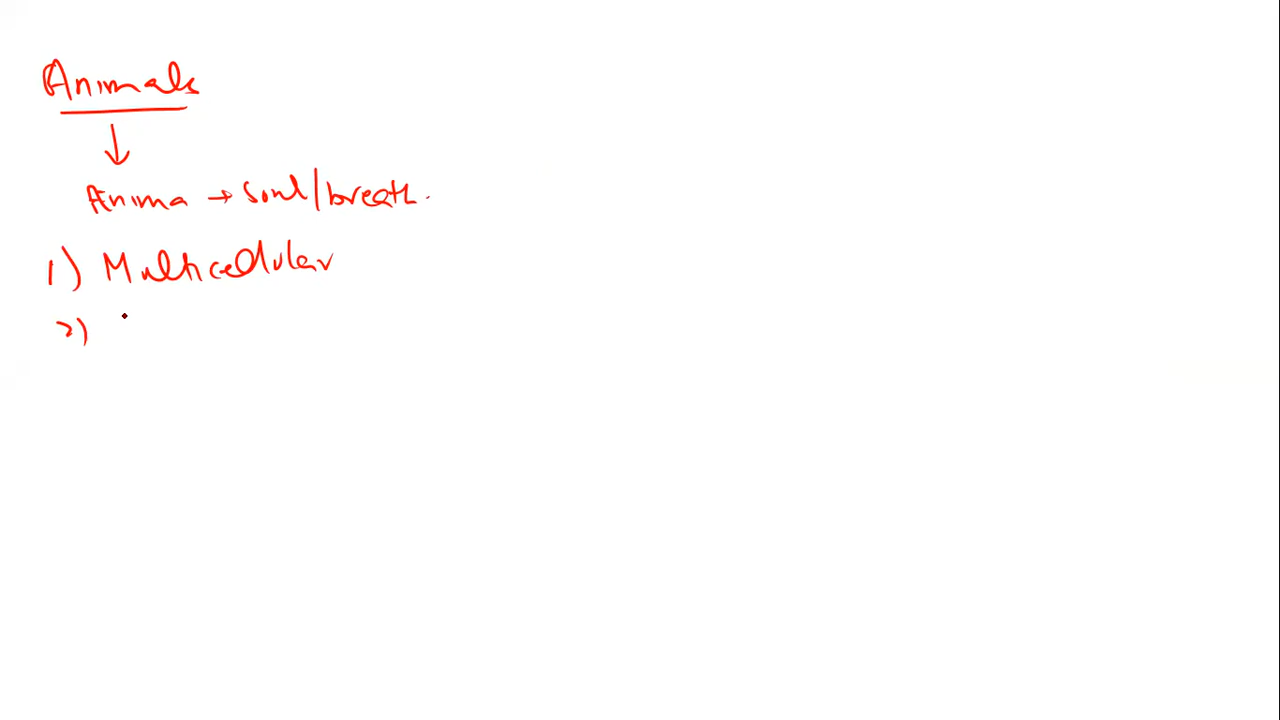 Animals
↓
Anima → soul/breath.
1) Multicellular
2)